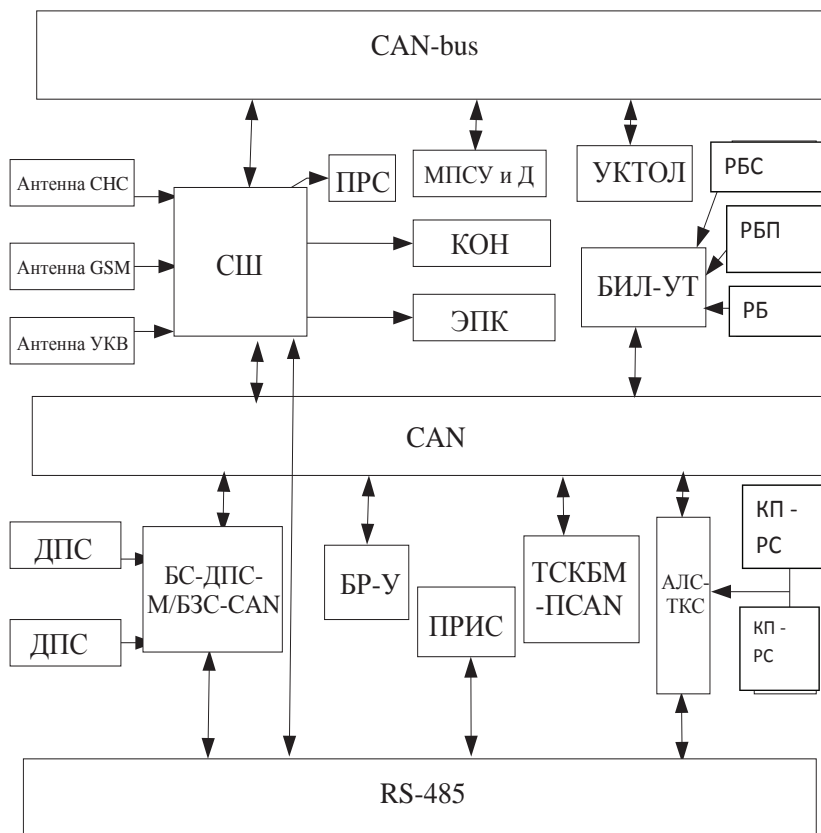 CAN-bus
Антенна СНС
ПРС
МПСУ и Д
УКТОЛ
РБС
РБП
Антенна GSM
СШ
КОН
БИЛ-УТ
РБ
Антенна УКВ
ЭПК
CAN
ДПС
БС-ДПС-
М/БЗС-CAN
БР-У
ПРИС
ТСКБМ
-ПСAN
АЛС-
ТКС
КП -
РС
ДПС
КП -
РС
RS-485